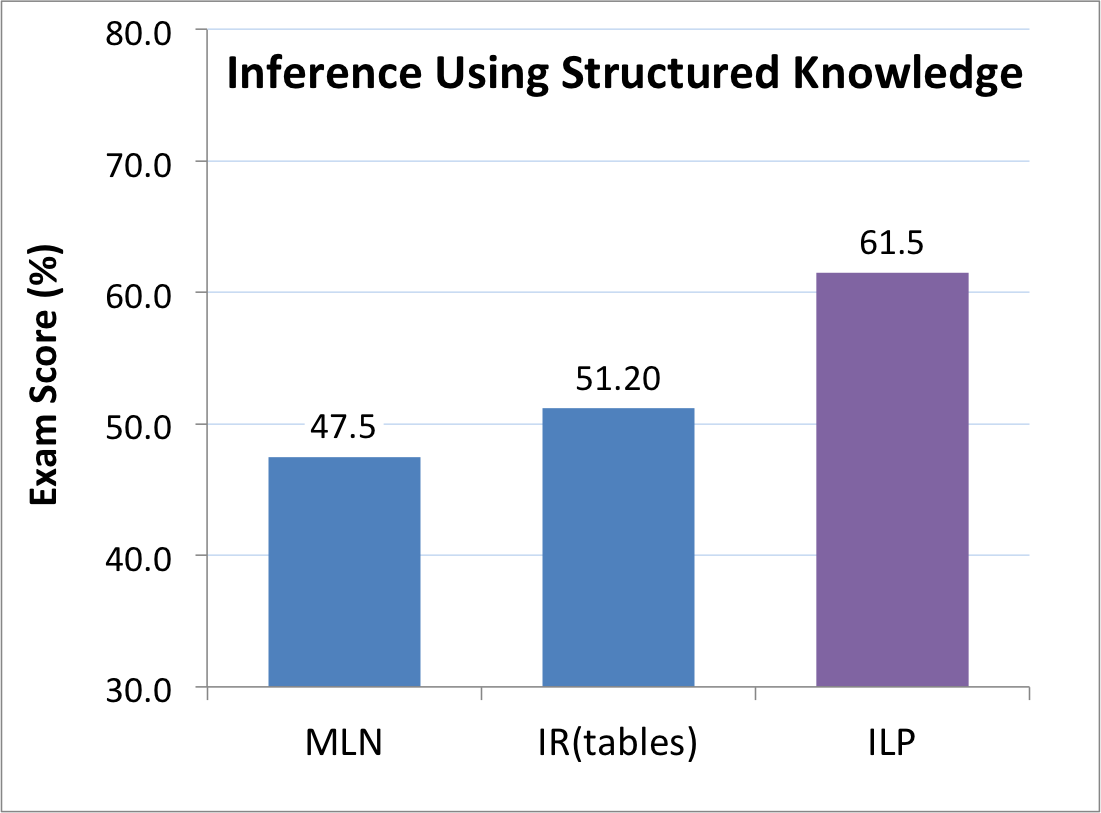 Inference Using Structured Knowledge
Exam Score (%)
80.0
70.0
60.0
50.0
40.0
30.0
47.5
51.20
61.5
MLN
IR(tables)
ILP